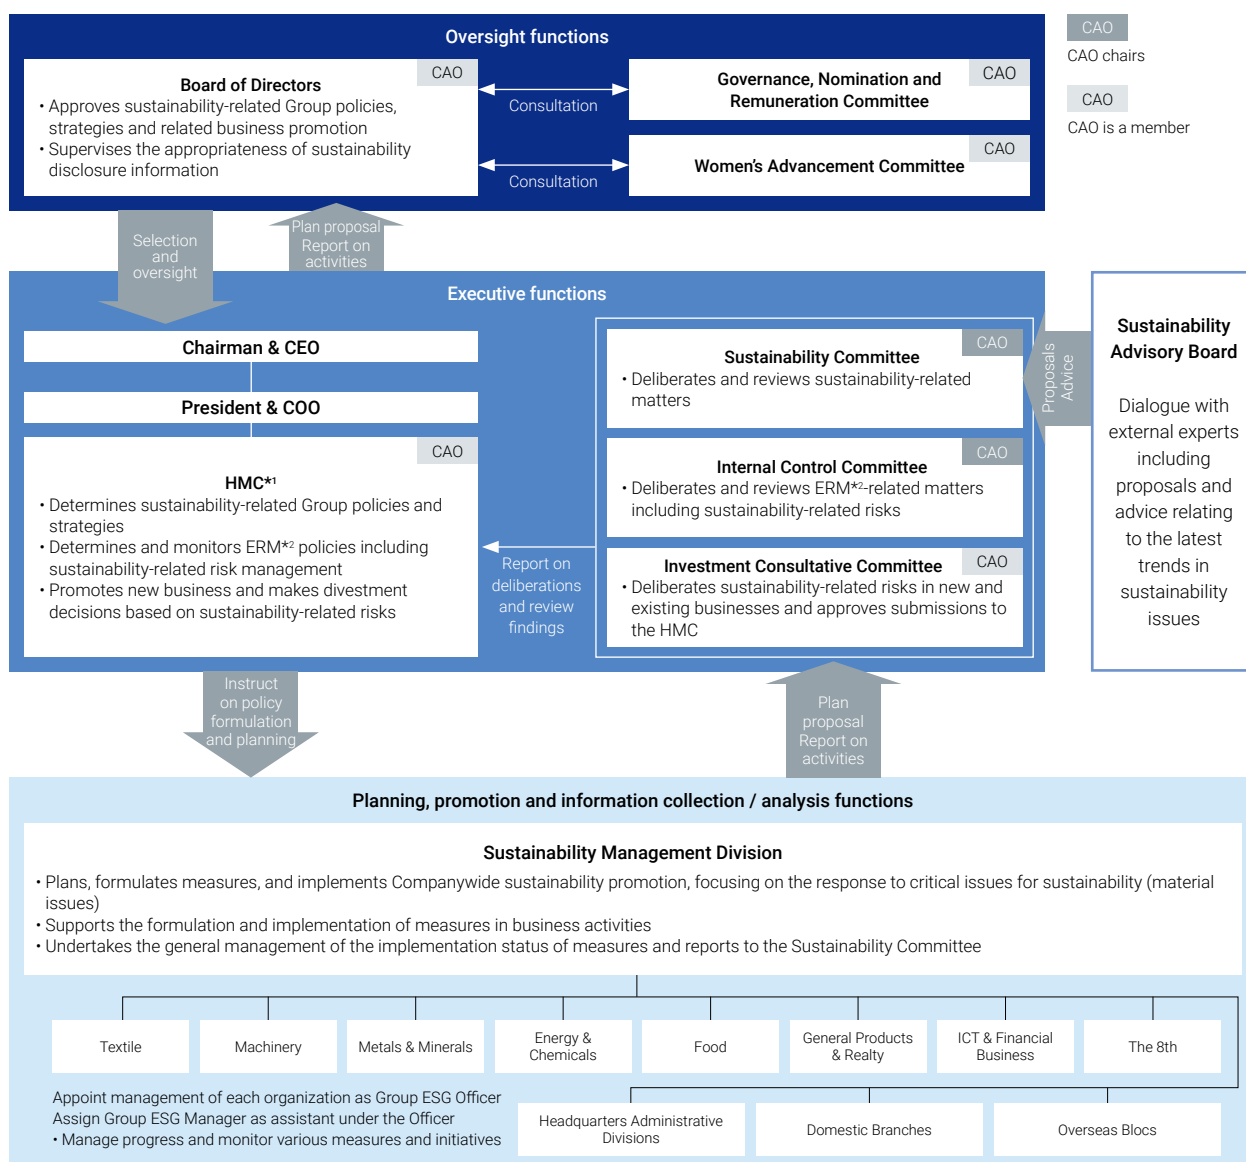 Oversight functions
Board of Directors
CAO
• Approves sustainability-related Group policies,
strategies and related business promotion
• Supervises the appropriateness of sustainability
disclosure information
Consultation
Consultation
Governance, Nomination and
Remuneration Committee
CAO
Women's Advancement Committee
CAO
CAO
CAO chairs
CAO
CAO is a member
Selection
and
oversight
Plan proposal
Report on
activities
Executive functions
Chairman & CEO
President & COO
HMC*1
CAO
• Determines sustainability-related Group policies and
strategies
• Determines and monitors ERM*2 policies including
sustainability-related risk management
• Promotes new business and makes divestment
decisions based on sustainability-related risks
Report on
deliberations
and review
findings
Sustainability Committee
CAO
• Deliberates and reviews sustainability-related
matters
Internal Control Committee
CAO
• Deliberates and reviews ERM*2-related matters
including sustainability-related risks
Investment Consultative Committee
CAO
• Deliberates sustainability-related risks in new and
existing businesses and approves submissions to
the HMC
Proposals
Advice
Sustainability
Advisory Board
Dialogue with
external experts
including
proposals and
advice relating
to the latest
trends in
sustainability
issues
Instruct
on policy
formulation
and planning
Plan
proposal
Report on
activities
Planning, promotion and information collection / analysis functions
Sustainability Management Division
• Plans, formulates measures, and implements Companywide sustainability promotion, focusing on the response to critical issues for sustainability (material
issues)
• Supports the formulation and implementation of measures in business activities
• Undertakes the general management of the implementation status of measures and reports to the Sustainability Committee
Textile
Machinery
Metals & Minerals
Energy &
Chemicals
Food
General Products
& Realty
ICT & Financial
Business
The 8th
Appoint management of each organization as Group ESG Officer
Assign Group ESG Manager as assistant under the Officer
• Manage progress and monitor various measures and initiatives
Headquarters Administrative
Divisions
Domestic Branches
Overseas Blocs